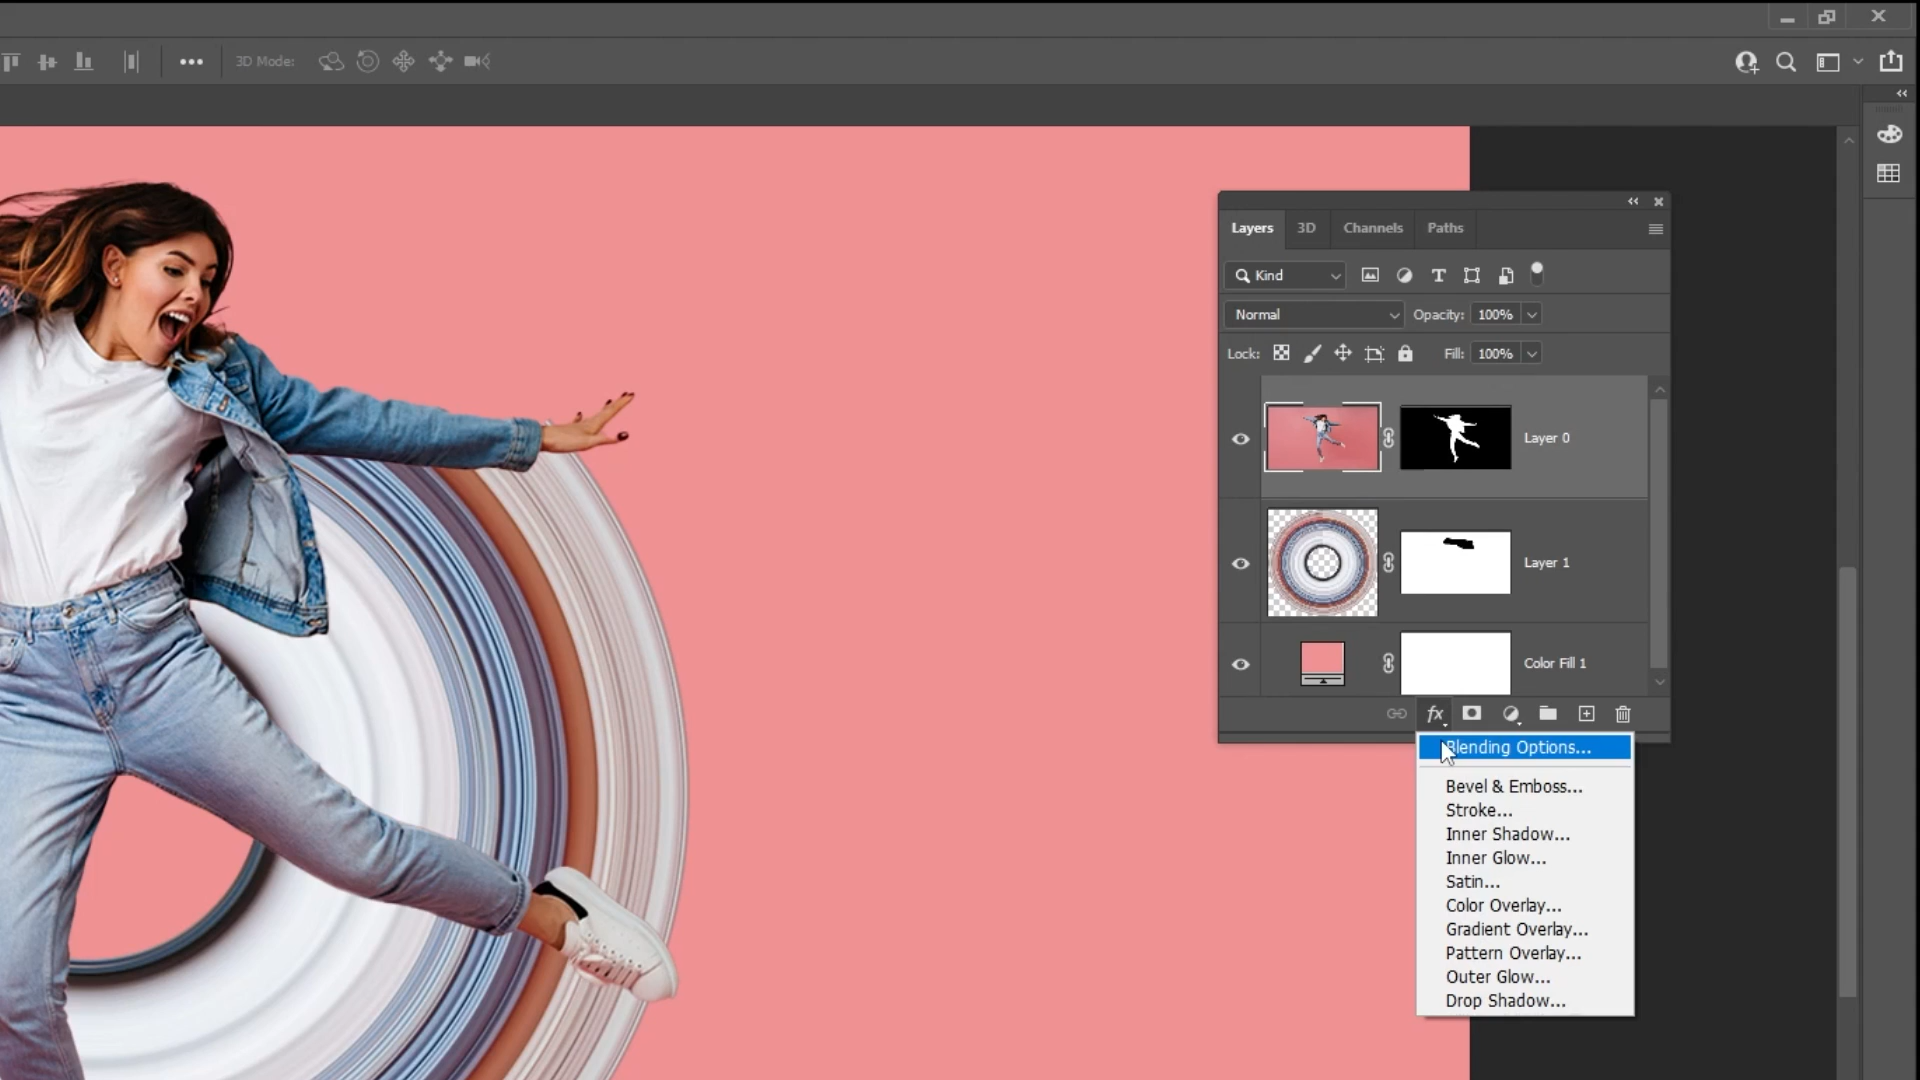 3D Mode:
Layers 3D Channels Paths
Kind
Normal Opacity: 100%
Lock: Fill: 100%
Layer 0
Layer 1
Color Fill 1
fx
Blending Options...
Bevel & Emboss...
Stroke...
Inner Shadow...
Inner Glow...
Satin...
Color Overlay...
Gradient Overlay...
Pattern Overlay...
Outer Glow...
Drop Shadow...